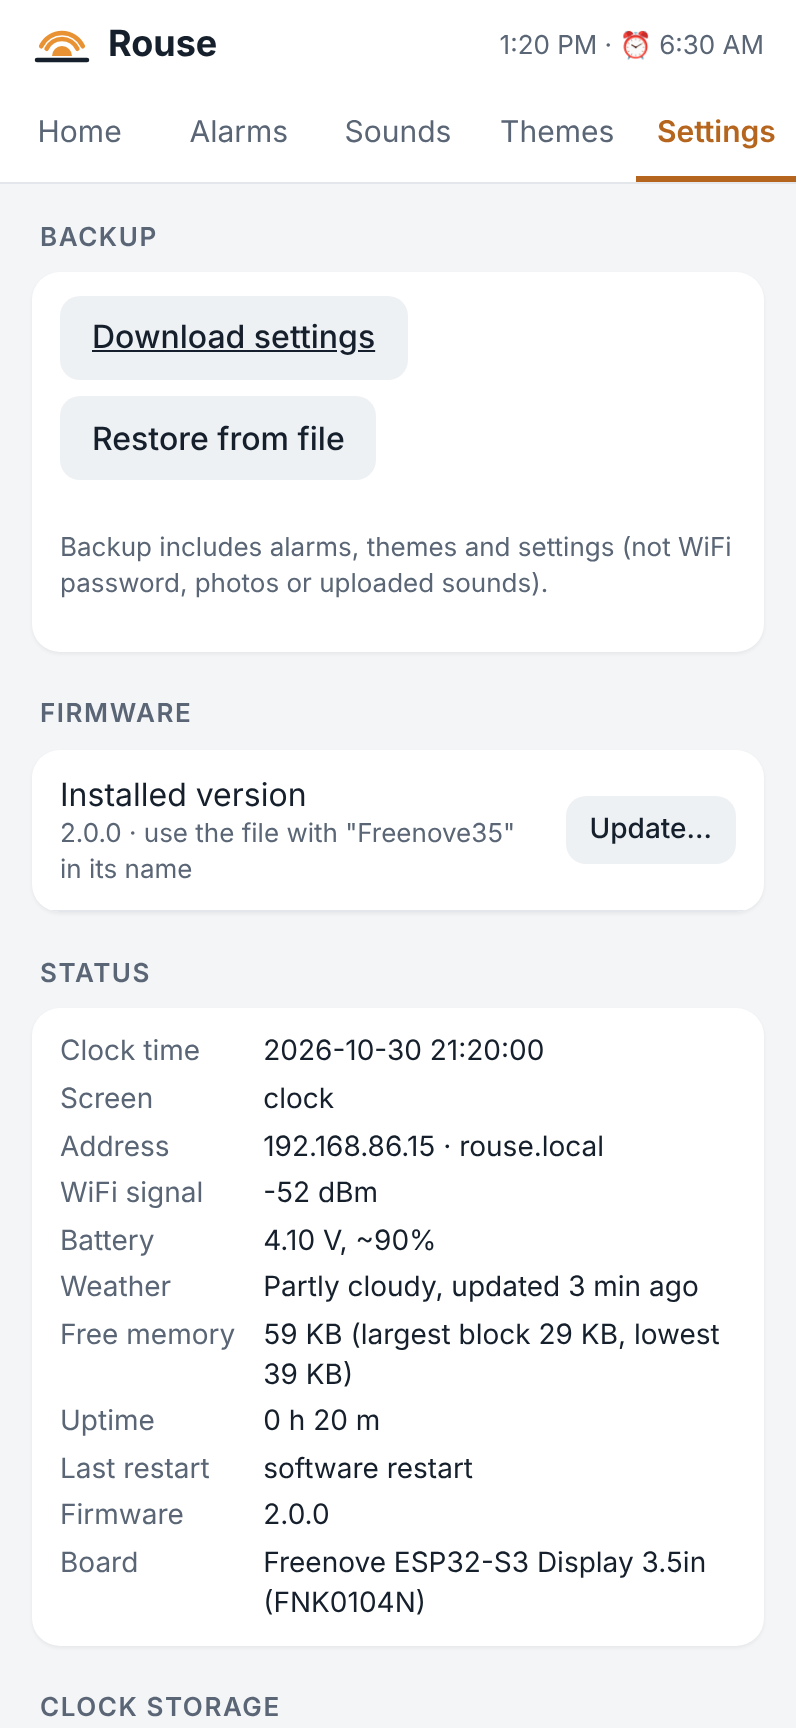 Rouse
1:20 PM · ⏰ 6:30 AM
Home Alarms Sounds Themes Settings
BACKUP
Download settings
Restore from file
Backup includes alarms, themes and settings (not WiFi
password, photos or uploaded sounds).
FIRMWARE
Installed version
2.0.0 · use the file with "Freenove35"
in its name
Update...
STATUS
Clock time 2026-10-30 21:20:00
Screen clock
Address 192.168.86.15 · rouse.local
WiFi signal -52 dBm
Battery 4.10 V, ~90%
Weather Partly cloudy, updated 3 min ago
Free memory 59 KB (largest block 29 KB, lowest
39 KB)
Uptime 0 h 20 m
Last restart software restart
Firmware 2.0.0
Board Freenove ESP32-S3 Display 3.5in
(FNK0104N)
CLOCK STORAGE